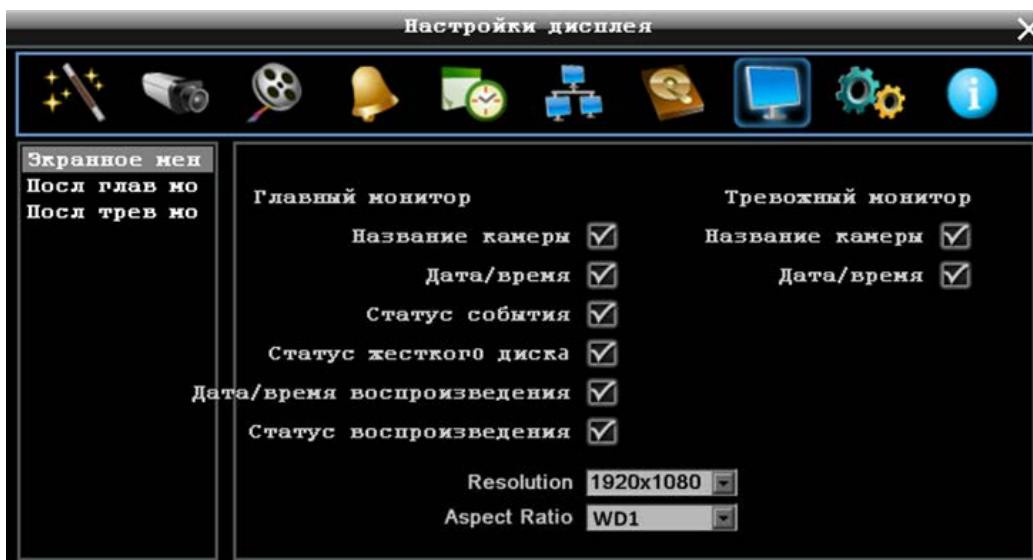 Настройки дисплея
Экранное мен
Посл глав мо
Посл трев мо
Главный монитор
Название камеры
Дата/время
Статус события
Статус жесткого диска
Дата/время воспроизведения
Статус воспроизведения
Resolution 1920x1080
Aspect Ratio WD1
Тревожный монитор
Название камеры
Дата/время